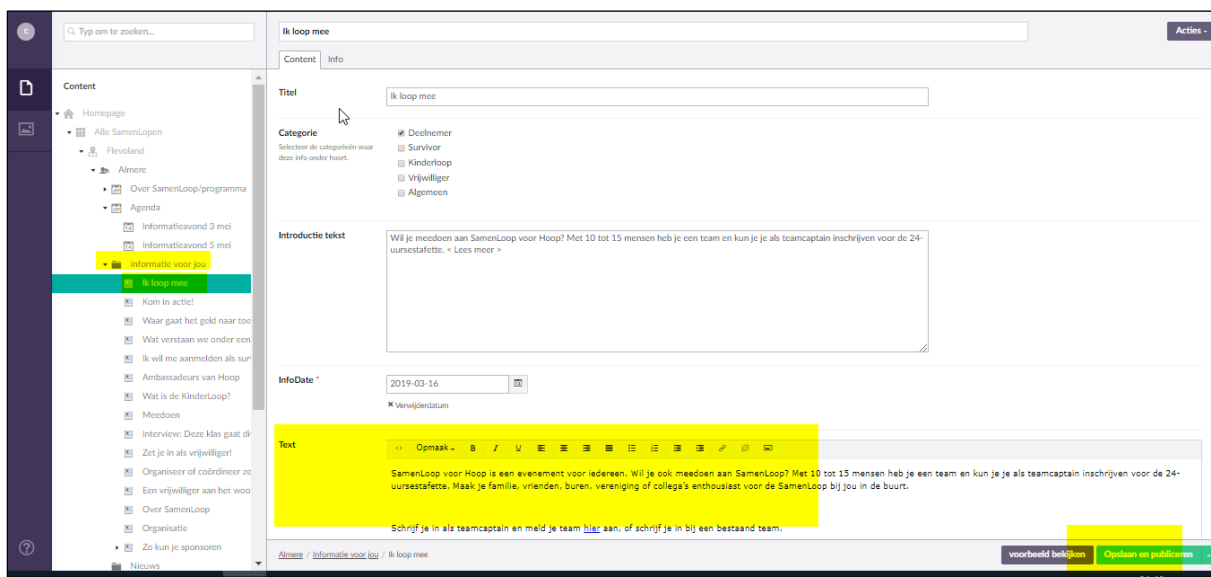 C
Typ om te zoeken...
Content
Homepage
Alle SamenLopen
Flevoland
Almere
Over SamenLoop/programma
Agenda
Informatieavond 3 mei
Informatieavond 5 mei
Informatie voor jou
Ik loop mee
Kom in actie!
Waar gaat het geld naar toe
Wat verstaan we onder een
Ik wil me aanmelden als sur
Ambassadeurs van Hoop
Wat is de KinderLoop?
Meedoen
Interview: Deze klas gaat di
Zet je in als vrijwilliger!
Organiseer of coördineer ze
Een vrijwilliger aan het woo
Over SamenLoop
Organisatie
Zo kun je sponsoren
Nieuws
Ik loop mee
Acties
Content Info
Titel
Ik loop mee
Categorie
Selecteer de categorieën waar
deze info onder hoort.
Deelnemer
Survivor
Kinderloop
Vrijwilliger
Algemeen
Introductie tekst
Wil je meedoen aan SamenLoop voor Hoop? Met 10 tot 15 mensen heb je een team en kun je je als teamcaptain inschrijven voor de 24-
uursestafette. < Lees meer >
InfoDate *
2019-03-16
Verwijderdatum
Text
Opmaak B I U
SamenLoop voor Hoop is een evenement voor iedereen. Wil je ook meedoen aan SamenLoop? Met 10 tot 15 mensen heb je een team en kun je je als teamcaptain inschrijven voor de 24-
uursestafette. Maak je familie, vrienden, buren, vereniging of collega's enthousiast voor de SamenLoop bij jou in de buurt.
Schrijf je in als teamcaptain en meld je team hier aan, of schrijf je in bij een bestaand team.
Almere / Informatie voor jou / Ik loop mee
voorbeeld bekijken
Opslaan en publiceren